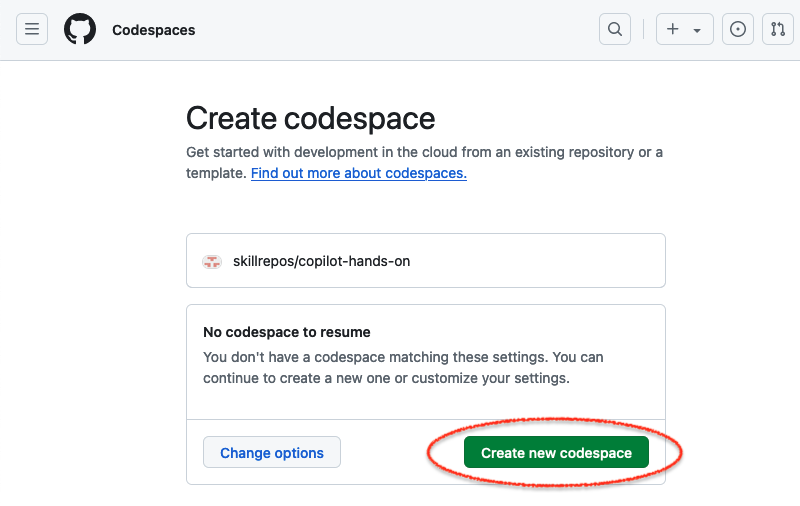 Codespaces
Create codespace
Get started with development in the cloud from an existing repository or a
template. Find out more about codespaces.
skillrepos/copilot-hands-on
No codespace to resume
You don't have a codespace matching these settings. You can
continue to create a new one or customize your settings.
Change options
Create new codespace